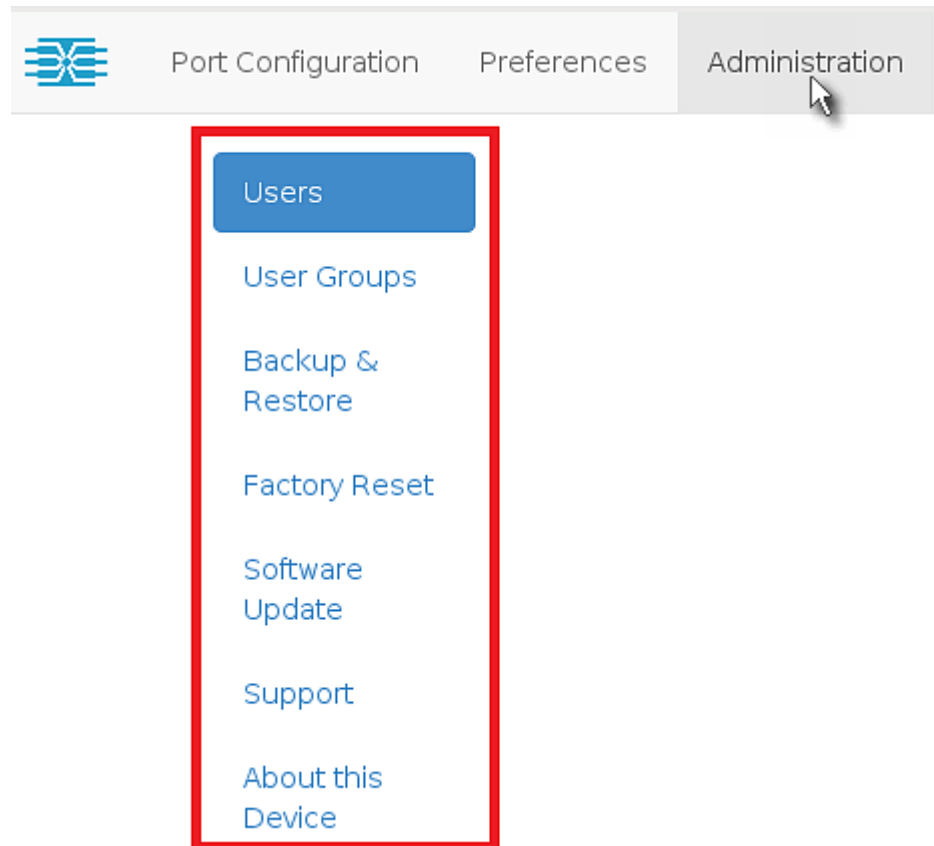 Port Configuration Preferences Administration
Users
User Groups
Backup &
Restore
Factory Reset
Software
Update
Support
About this
Device